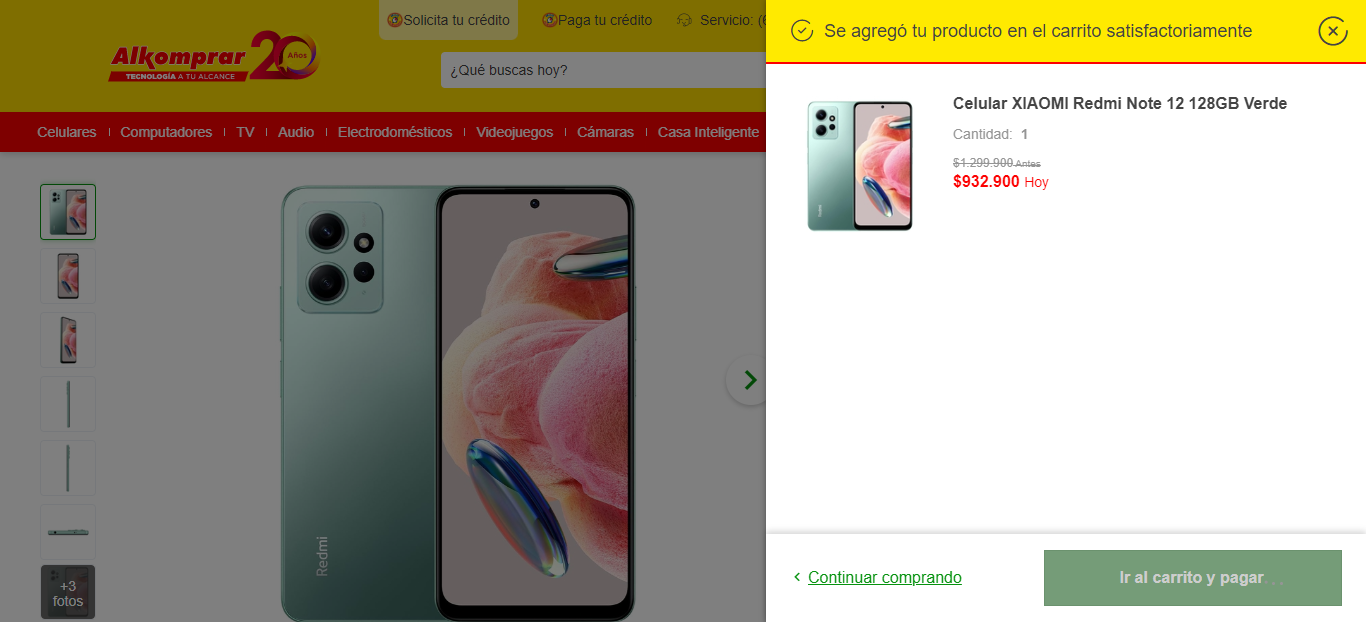 Solicita tu crédito
Paga tu crédito
Servicio: (6
Alkomprar 20 Años
TECNOLOGÍA A TU ALCANCE
¿Qué buscas hoy?
Celulares
Computadores
TV
Audio
Electrodomésticos
Videojuegos
Cámaras
Casa Inteligente
Redmi
+3
fotos
Se agregó tu producto en el carrito satisfactoriamente
Redmi
Celular XIAOMI Redmi Note 12 128GB Verde
Cantidad: 1
$1.299.900 Antes
$932.900 Hoy
Continuar comprando
Ir al carrito y pagar...